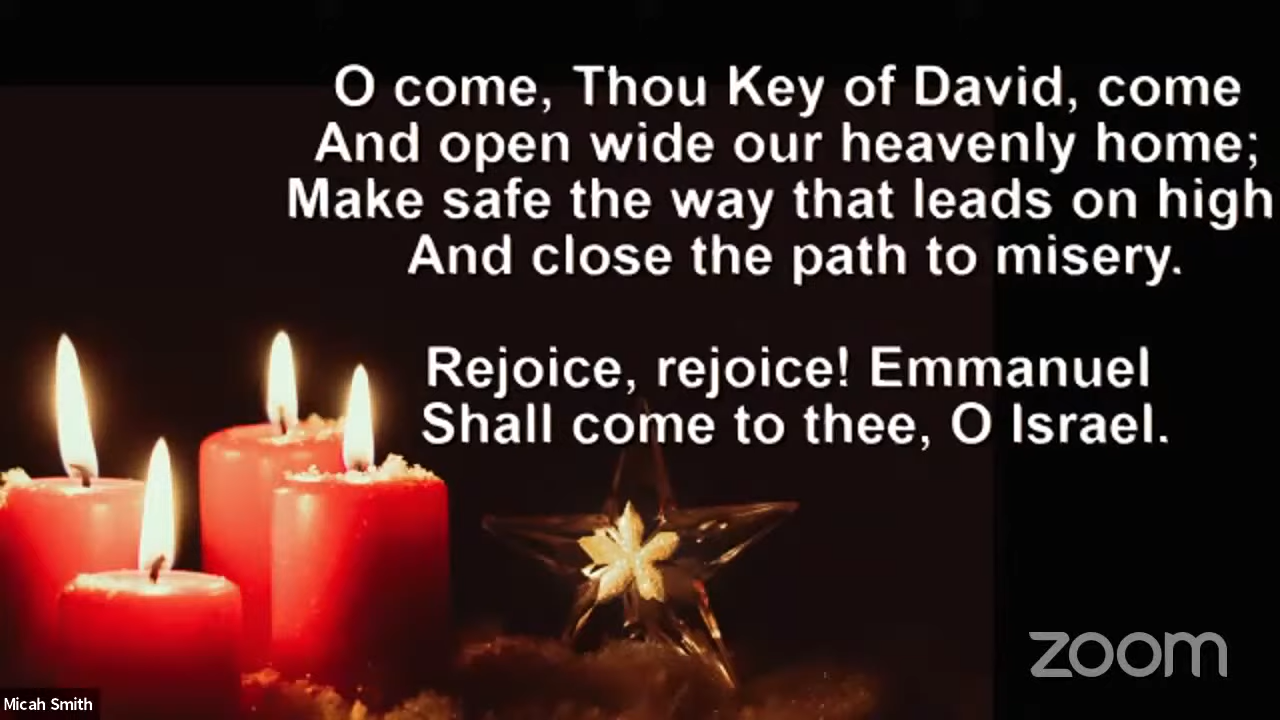 O come, Thou Key of David, come
And open wide our heavenly home;
Make safe the way that leads on high
And close the path to misery.
Rejoice, rejoice! Emmanuel
Shall come to thee, O Israel.
zoom
Micah Smith